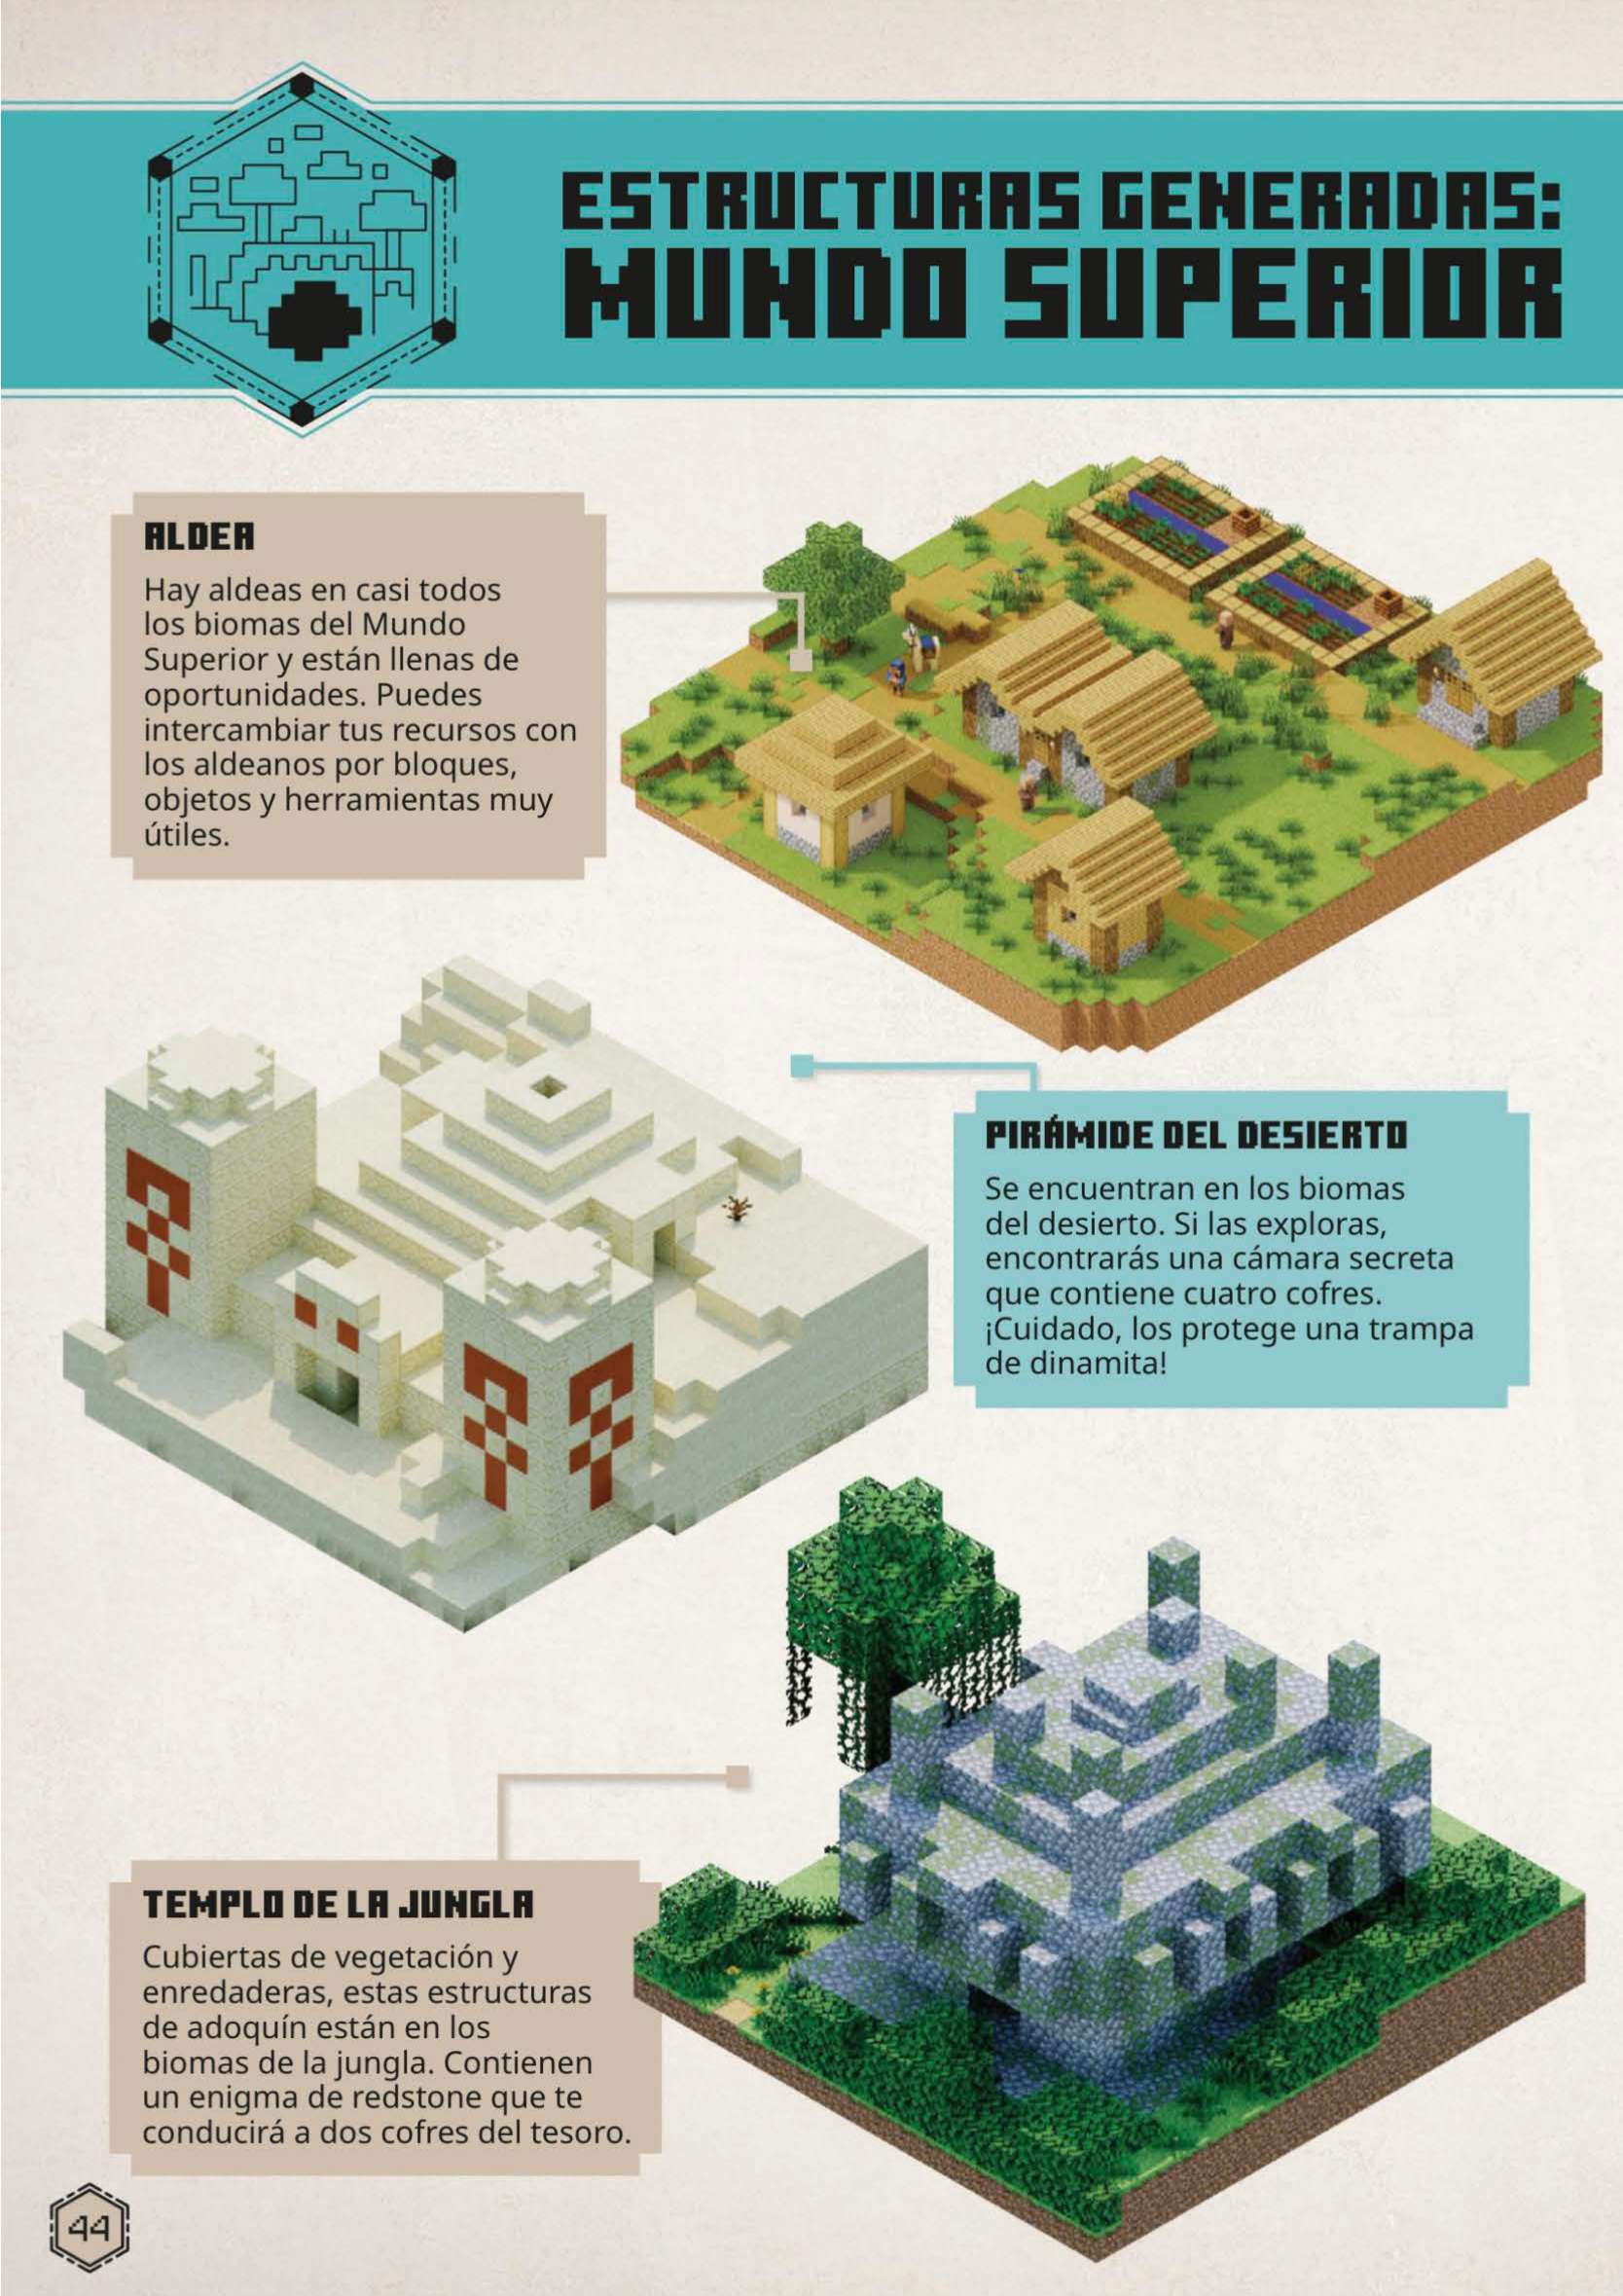 ESTRUCTURAS GENERADAS:
MUNDO SUPERIOR
ALDEA
Hay aldeas en casi todos
los biomas del Mundo
Superior y están llenas de
oportunidades. Puedes
intercambiar tus recursos con
los aldeanos por bloques,
objetos y herramientas muy
útiles.
PIRÁMIDE DEL DESIERTO
Se encuentran en los biomas
del desierto. Si las exploras,
encontrarás una cámara secreta
que contiene cuatro cofres.
¡Cuidado, los protege una trampa
de dinamita!
TEMPLO DE LA JUNGLA
Cubiertas de vegetación y
enredaderas, estas estructuras
de adoquín están en los
biomas de la jungla. Contienen
un enigma de redstone que te
conducirá a dos cofres del tesoro.
44